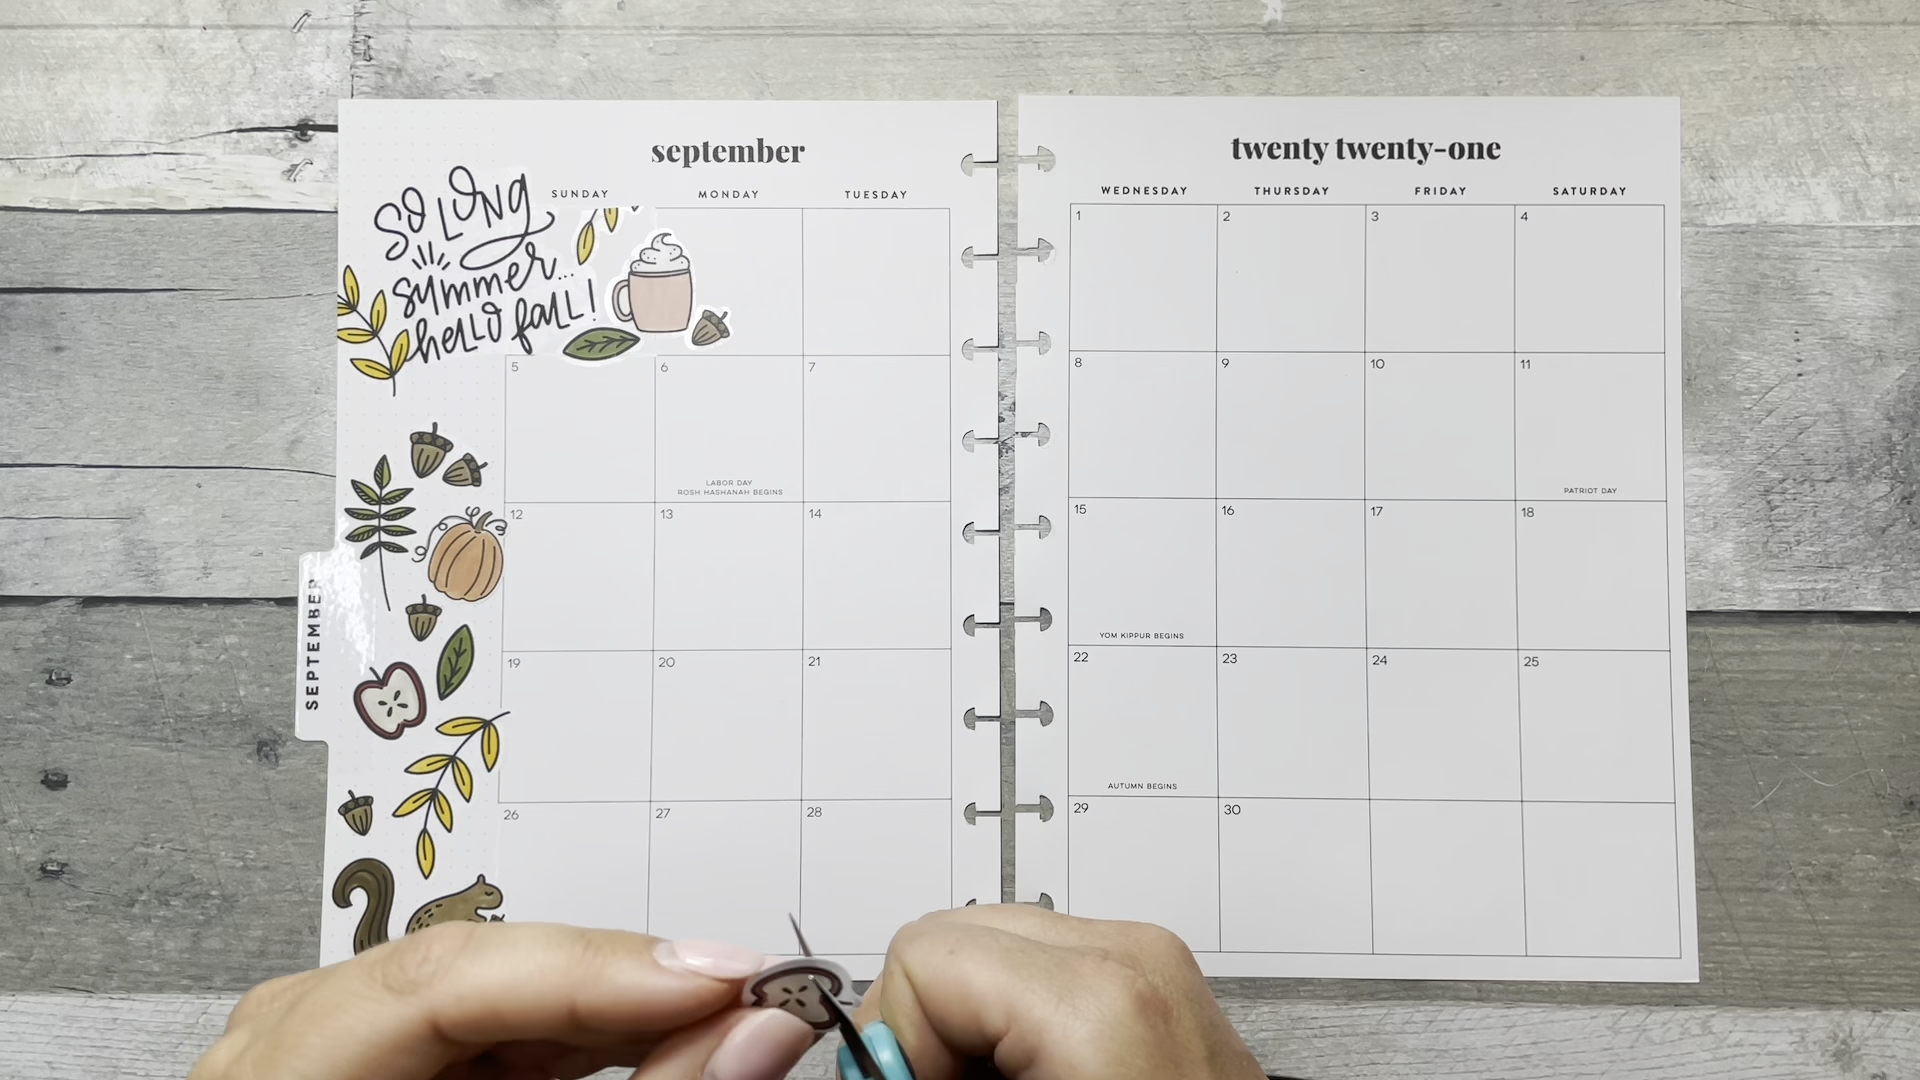 september
twenty twenty-one
SUNDAY MONDAY TUESDAY
WEDNESDAY THURSDAY FRIDAY SATURDAY
SO LONG
summer...
hello fall!
1 2 3 4
5 6 7
LABOR DAY
ROSH HASHANAH BEGINS
8 9 10 11
PATRIOT DAY
12 13 14
15 16 17 18
YOM KIPPUR BEGINS
SEPTEMBER
19 20 21
22 23 24 25
AUTUMN BEGINS
26 27 28
29 30